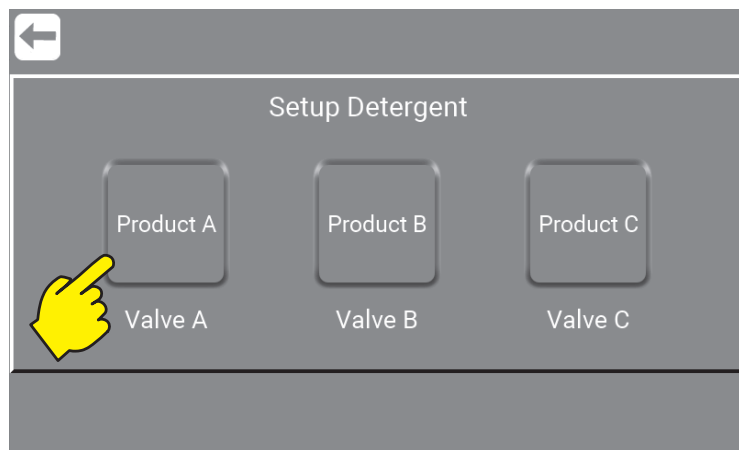 Setup Detergent
Product A Product B Product C
Valve A Valve B Valve C